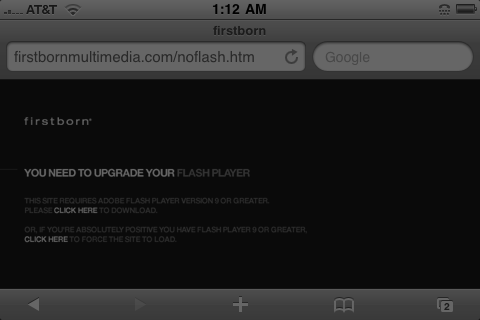 AT&T 1:12 AM
firstborn
firstbornmultimedia.com/noflash.htm Google
firstborn®
YOU NEED TO UPGRADE YOUR FLASH PLAYER
THIS SITE REQUIRES ADOBE FLASH PLAYER VERSION 9 OR GREATER.
PLEASE CLICK HERE TO DOWNLOAD.
OR, IF YOU'RE ABSOLUTELY POSITIVE YOU HAVE FLASH PLAYER 9 OR GREATER.
CLICK HERE TO FORCE THE SITE TO LOAD.
2